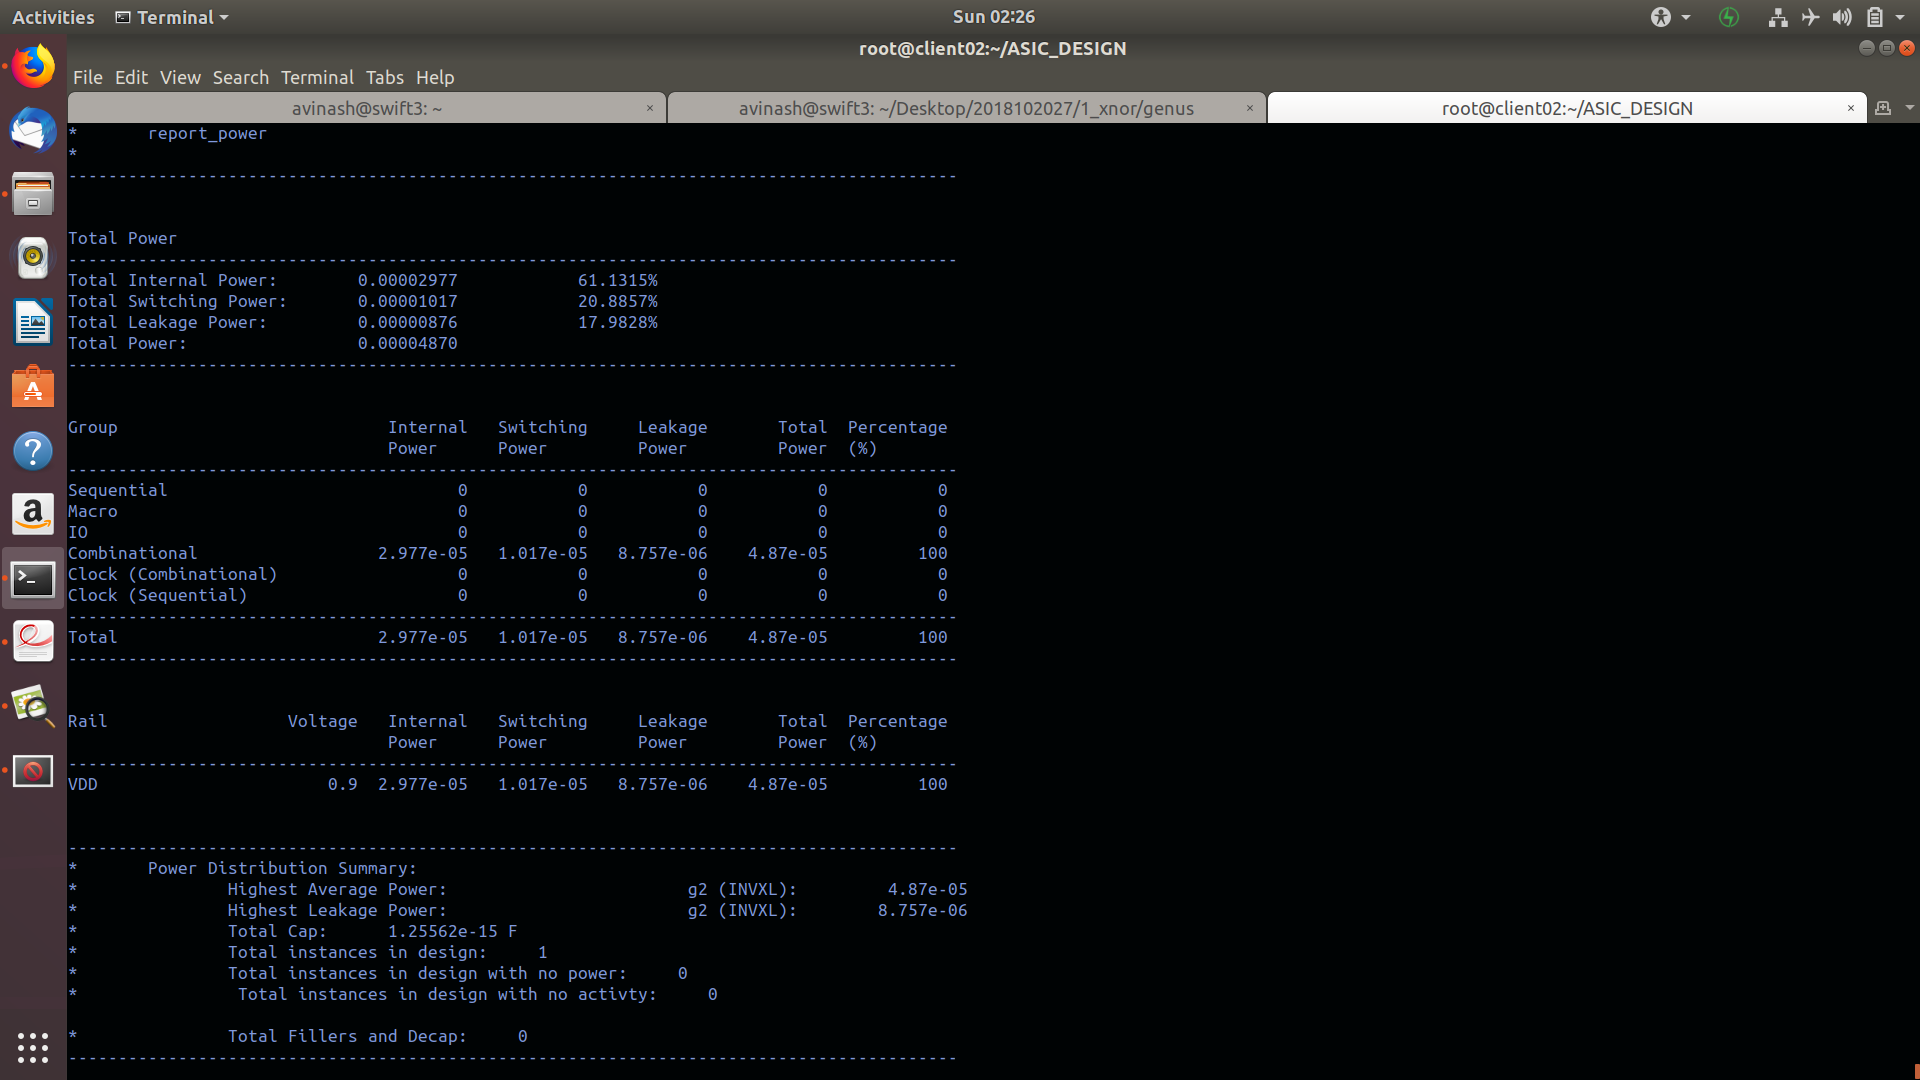 Activities Terminal Sun 02:26
root@client02:~/ASIC_DESIGN
File Edit View Search Terminal Tabs Help
avinash@swift3: ~ × avinash@swift3: ~/Desktop/2018102027/1_xnor/genus × root@client02:~/ASIC_DESIGN ×
* report_power
*
-----------------------------------------------------------------------------------------
Total Power
-----------------------------------------------------------------------------------------
Total Internal Power: 0.00002977 61.1315%
Total Switching Power: 0.00001017 20.8857%
Total Leakage Power: 0.00000876 17.9828%
Total Power: 0.00004870
-----------------------------------------------------------------------------------------
Group Internal Switching Leakage Total Percentage
Power Power Power Power (%)
-----------------------------------------------------------------------------------------
Sequential 0 0 0 0 0
Macro 0 0 0 0 0
IO 0 0 0 0 0
Combinational 2.977e-05 1.017e-05 8.757e-06 4.87e-05 100
Clock (Combinational) 0 0 0 0 0
Clock (Sequential) 0 0 0 0 0
-----------------------------------------------------------------------------------------
Total 2.977e-05 1.017e-05 8.757e-06 4.87e-05 100
-----------------------------------------------------------------------------------------
Rail Voltage Internal Switching Leakage Total Percentage
Power Power Power Power (%)
-----------------------------------------------------------------------------------------
VDD 0.9 2.977e-05 1.017e-05 8.757e-06 4.87e-05 100
-----------------------------------------------------------------------------------------
* Power Distribution Summary:
* Highest Average Power: g2 (INVXL): 4.87e-05
* Highest Leakage Power: g2 (INVXL): 8.757e-06
* Total Cap: 1.25562e-15 F
* Total instances in design: 1
* Total instances in design with no power: 0
* Total instances in design with no activty: 0
* Total Fillers and Decap: 0
-----------------------------------------------------------------------------------------